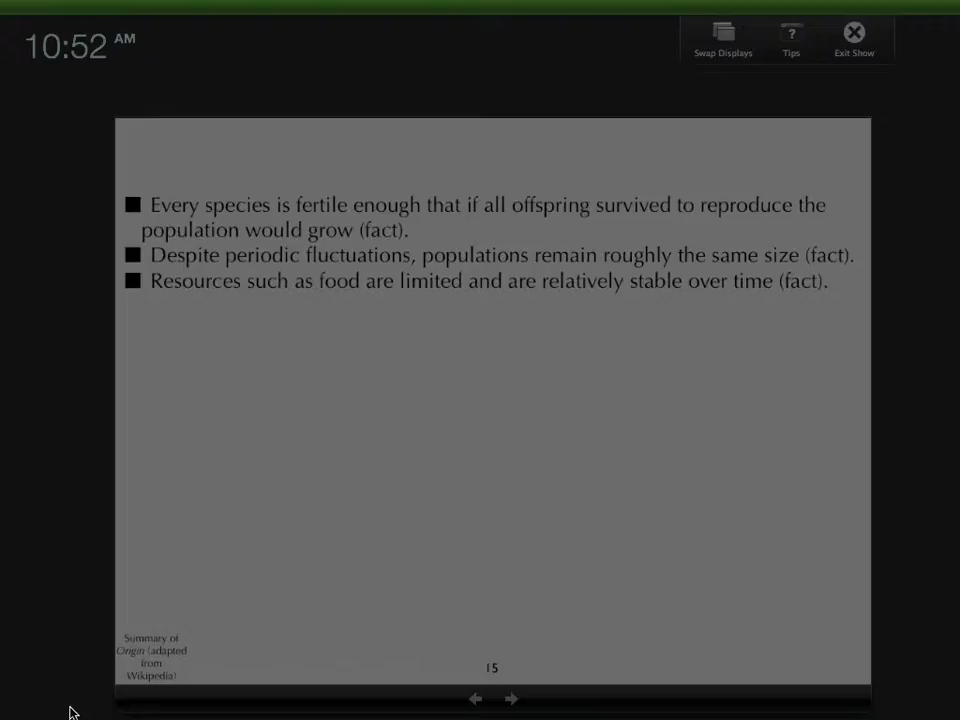 10:52 AM
Swap Displays
?
Tips
Exit Show
■ Every species is fertile enough that if all offspring survived to reproduce the
population would grow (fact).
■ Despite periodic fluctuations, populations remain roughly the same size (fact).
■ Resources such as food are limited and are relatively stable over time (fact).
Summary of
Origin (adapted
from
Wikipedia)
15